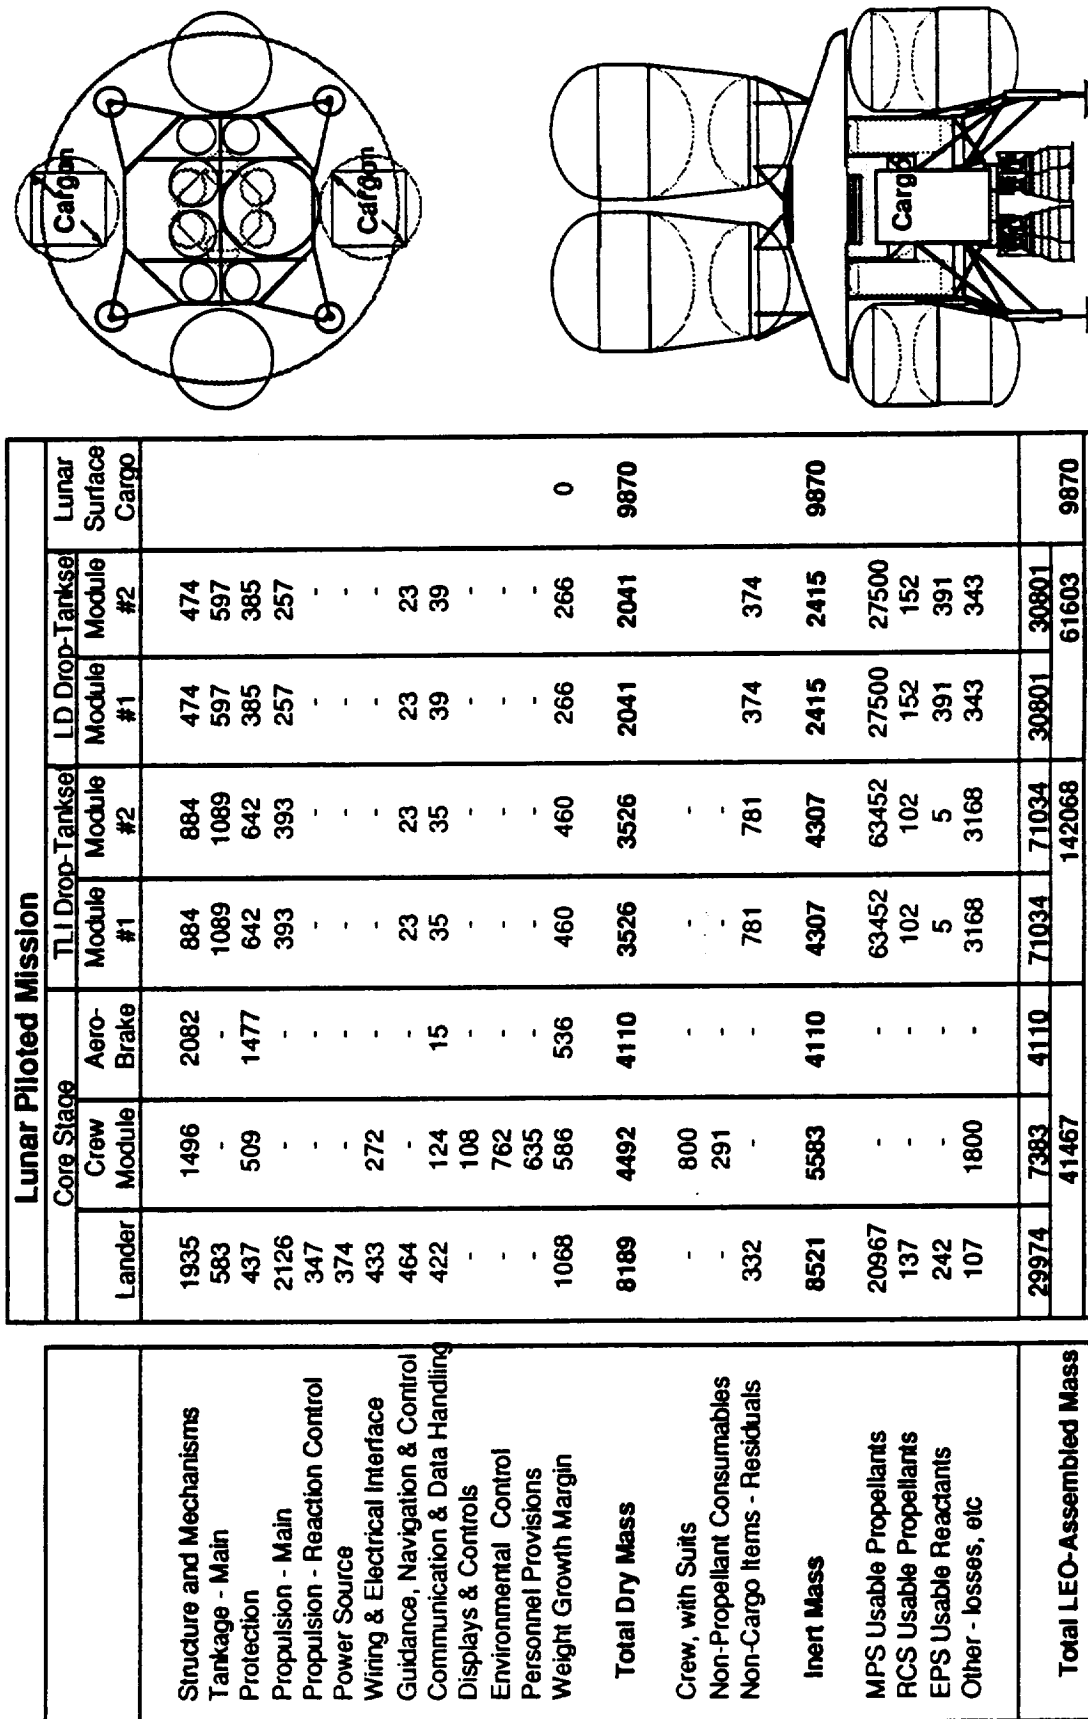 Lunar Piloted Mission
Core Stage TLI Drop-Tankset LD Drop-Tankse Lunar
Lander Crew Module Aero-Brake Module #1 Module #2 Module #1 Module #2 Surface Cargo
Structure and Mechanisms 1935 1496 2082 884 884 474 474
Tankage - Main 583 - - 1089 1089 597 597
Protection 437 509 1477 642 642 385 385
Propulsion - Main 2126 - - 393 393 257 257
Propulsion - Reaction Control 347 - - - - - -
Power Source 374 - - - - - -
Wiring & Electrical Interface 433 272 - - - - -
Guidance, Navigation & Control 464 - - 23 23 23 23
Communication & Data Handling 422 124 15 35 35 39 39
Displays & Controls - 108 - - - - -
Environmental Control - 762 - - - - -
Personnel Provisions - 635 - - - - -
Weight Growth Margin 1068 586 536 460 460 266 266 0
Total Dry Mass 8189 4492 4110 3526 3526 2041 2041 9870
Crew, with Suits - 800 - - -
Non-Propellant Consumables - 291 - - -
Non-Cargo Items - Residuals 332 - - 781 781 374 374
Inert Mass 8521 5583 4110 4307 4307 2415 2415 9870
MPS Usable Propellants 20967 - - 63452 63452 27500 27500
RCS Usable Propellants 137 - - 102 102 152 152
EPS Usable Reactants 242 - - 5 5 391 391
Other - losses, etc 107 1800 - 3168 3168 343 343
29974 7383 4110 71034 71034 30801 30801
Total LEO-Assembled Mass 41467 142068 61603 9870
Cargon
Cargon
Cargo